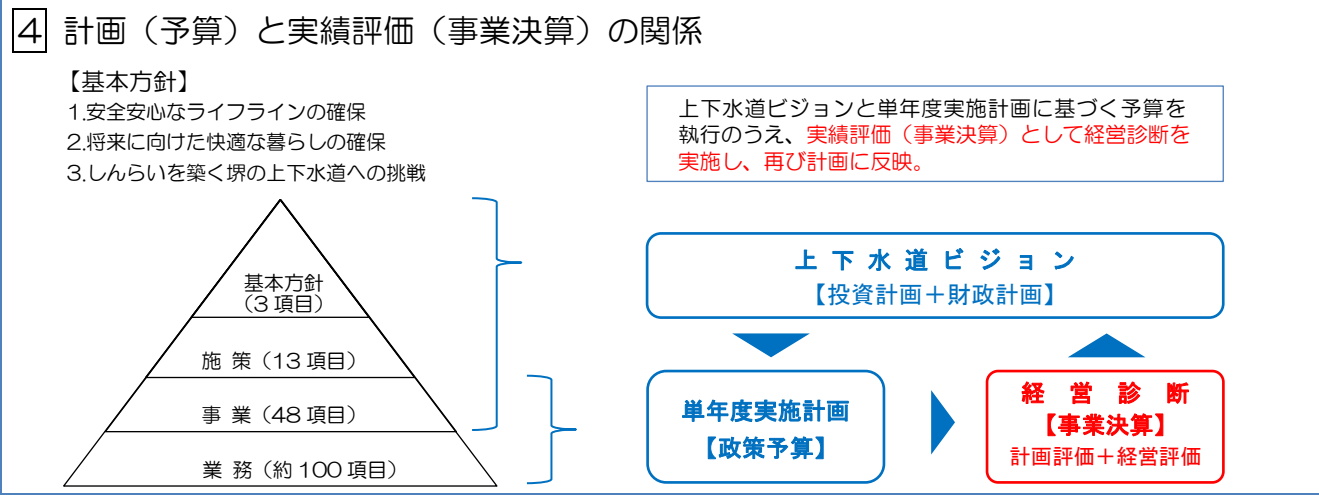 4 計画（予算）と実績評価（事業決算）の関係
【基本方針】
1.安全安心なライフラインの確保
2.将来に向けた快適な暮らしの確保
3.しんらいを築く堺の上下水道への挑戦
基本方針
（3項目）
施 策（13項目）
事 業（48項目）
業 務（約100項目）
上下水道ビジョンと単年度実施計画に基づく予算を
執行のうえ、実績評価（事業決算）として経営診断を
実施し、再び計画に反映。
上 下 水 道 ビ ジ ョ ン
【投資計画＋財政計画】
単年度実施計画
【政策予算】
経 営 診 断
【事業決算】
計画評価＋経営評価